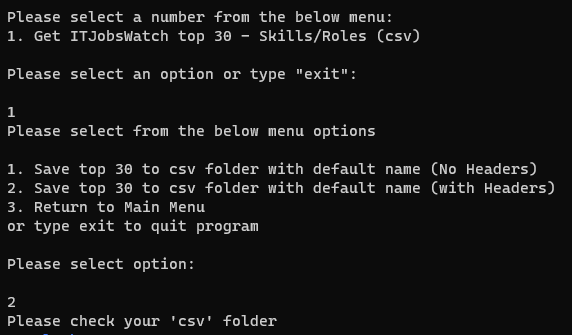 Please select a number from the below menu:
1. Get ITJobsWatch top 30 - Skills/Roles (csv)
Please select an option or type "exit":
1
Please select from the below menu options
1. Save top 30 to csv folder with default name (No Headers)
2. Save top 30 to csv folder with default name (with Headers)
3. Return to Main Menu
or type exit to quit program
Please select option:
2
Please check your 'csv' folder